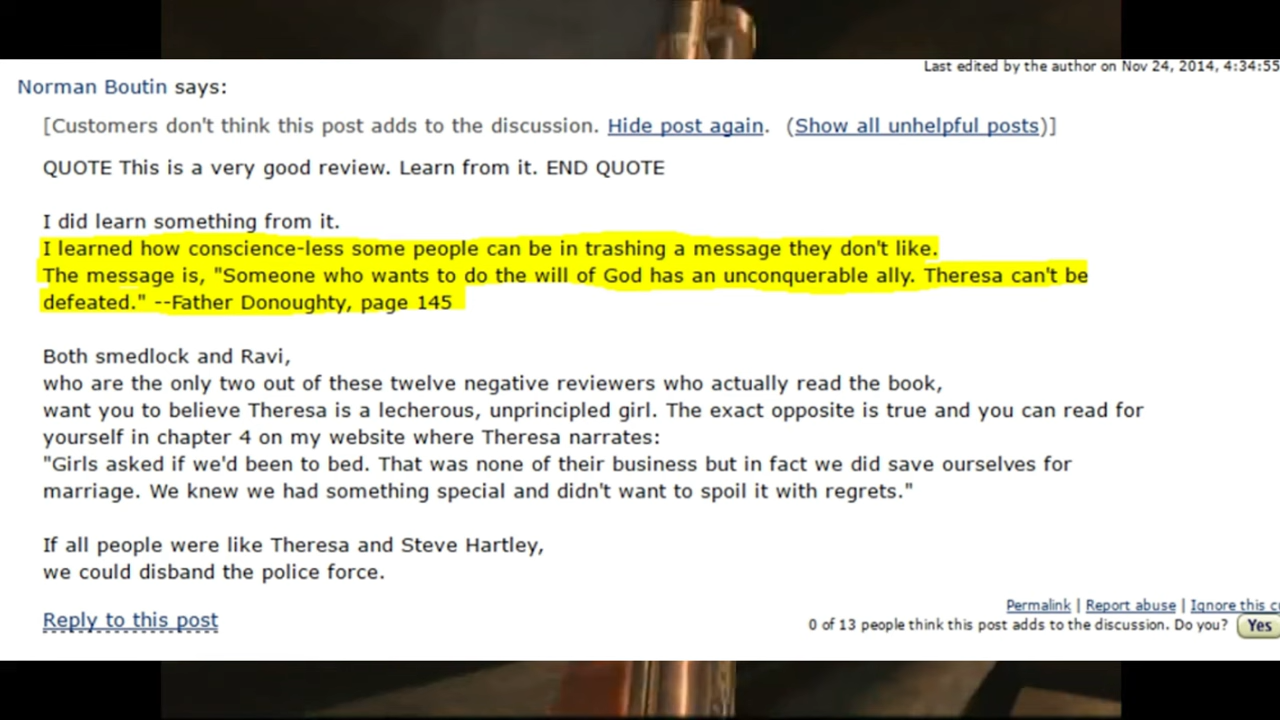 Last edited by the author on Nov 24, 2014, 4:34:55
Norman Boutin says:
[Customers don't think this post adds to the discussion. Hide post again. (Show all unhelpful posts)]
QUOTE This is a very good review. Learn from it. END QUOTE
I did learn something from it.
I learned how conscience-less some people can be in trashing a message they don't like.
The message is, "Someone who wants to do the will of God has an unconquerable ally. Theresa can't be
defeated." --Father Donoughty, page 145
Both smedlock and Ravi,
who are the only two out of these twelve negative reviewers who actually read the book,
want you to believe Theresa is a lecherous, unprincipled girl. The exact opposite is true and you can read for
yourself in chapter 4 on my website where Theresa narrates:
"Girls asked if we'd been to bed. That was none of their business but in fact we did save ourselves for
marriage. We knew we had something special and didn't want to spoil it with regrets."
If all people were like Theresa and Steve Hartley,
we could disband the police force.
Permalink | Report abuse | Ignore this cu
Reply to this post
0 of 13 people think this post adds to the discussion. Do you? Yes